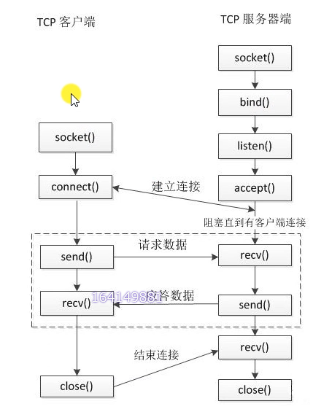 TCP 客户端
TCP 服务器端
socket()
bind()
listen()
socket()
connect()
建立连接
accept()
阻塞直到有客户端连接
send()
请求数据
recv()
recv()
应答数据
send()
结束连接
recv()
close()
close()